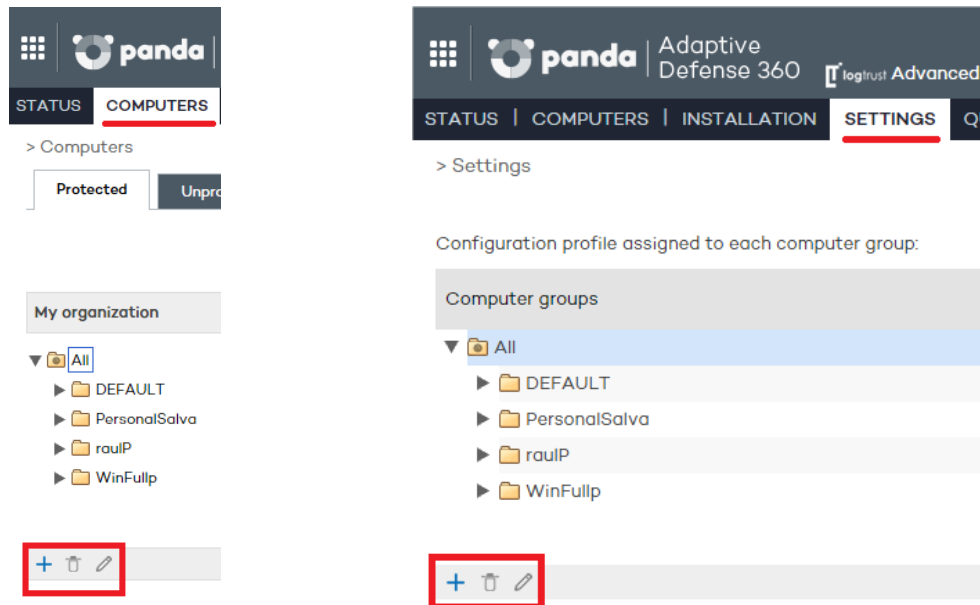 panda
STATUS COMPUTERS
> Computers
Protected
My organization
All
DEFAULT
PersonalSalva
raulP
WinFullp
panda | Adaptive
Defense 360
logtrust Advanced
STATUS | COMPUTERS | INSTALLATION SETTINGS
> Settings
Configuration profile assigned to each computer group:
Computer groups
All
DEFAULT
PersonalSalva
raulP
WinFullp